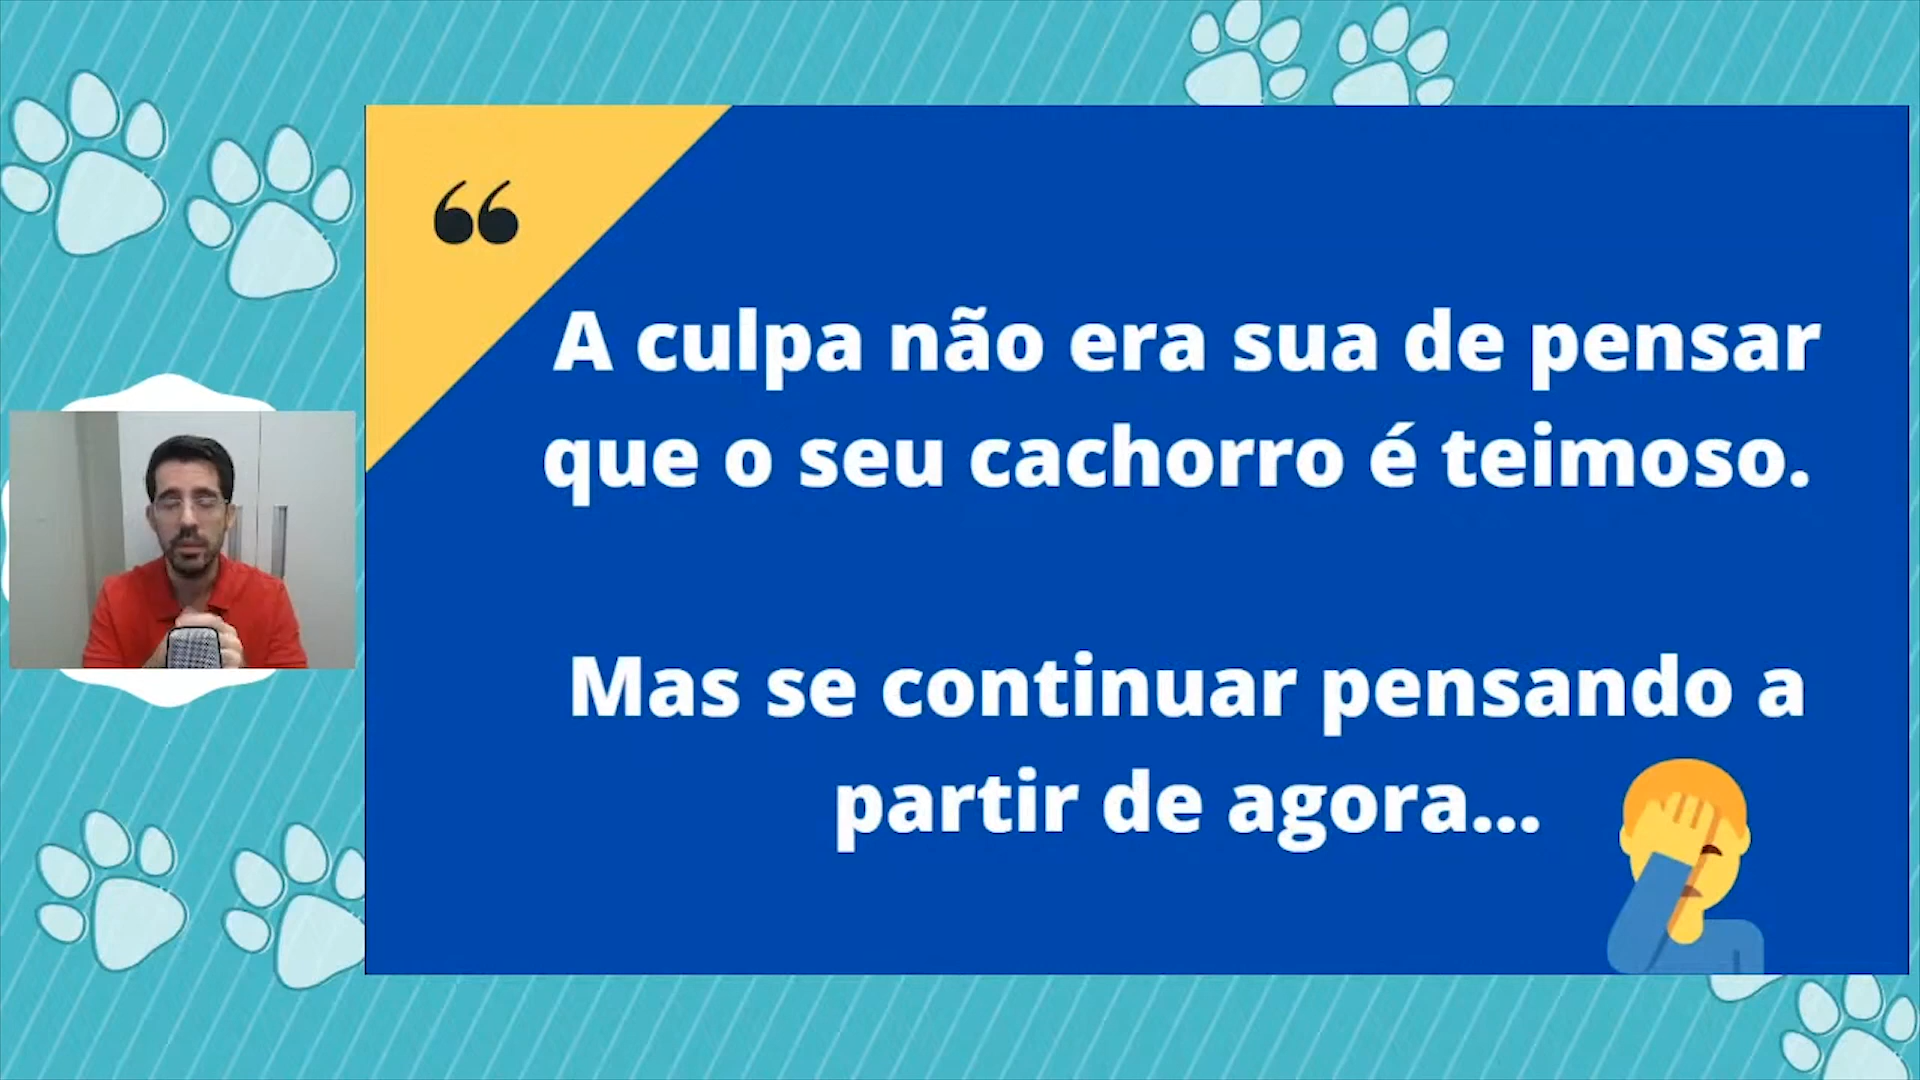 “
A culpa não era sua de pensar
que o seu cachorro é teimoso.
Mas se continuar pensando a
partir de agora...